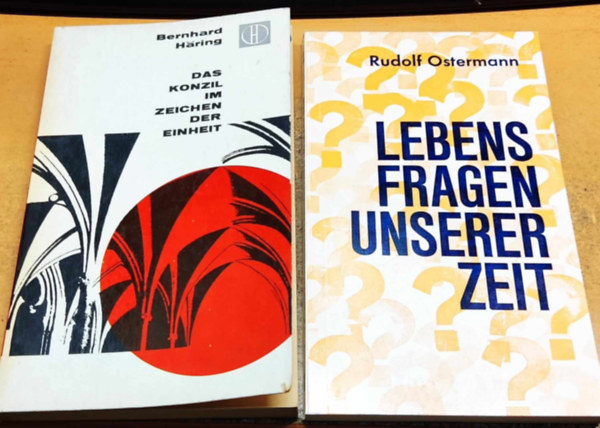 Bernhard
Häring
DAS
KONZIL
IM
ZEICHEN
DER
EINHEIT
Rudolf Ostermann
LEBENS
FRAGEN
UNSERER
ZEIT